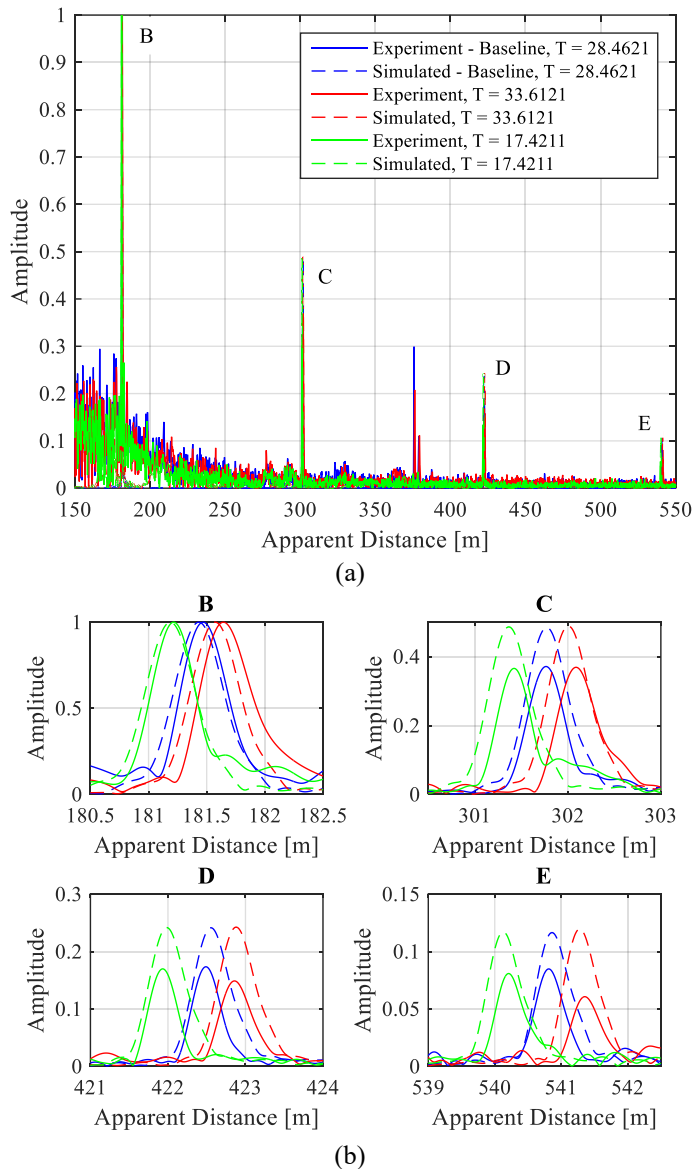 1
0.9
0.8
0.7
0.6
0.5
0.4
0.3
0.2
0.1
0
Amplitude
B
C
D
E
Experiment - Baseline, T = 28.4621
Simulated - Baseline, T = 28.4621
Experiment, T = 33.6121
Simulated, T = 33.6121
Experiment, T = 17.4211
Simulated, T = 17.4211
150 200 250 300 350 400 450 500 550
Apparent Distance [m]
(a)
B
1
0.5
0
Amplitude
180.5 181 181.5 182 182.5
Apparent Distance [m]
C
0.4
0.2
0
Amplitude
301 302 303
Apparent Distance [m]
D
0.3
0.2
0.1
0
Amplitude
421 422 423 424
Apparent Distance [m]
E
0.15
0.1
0.05
0
Amplitude
539 540 541 542
Apparent Distance [m]
(b)